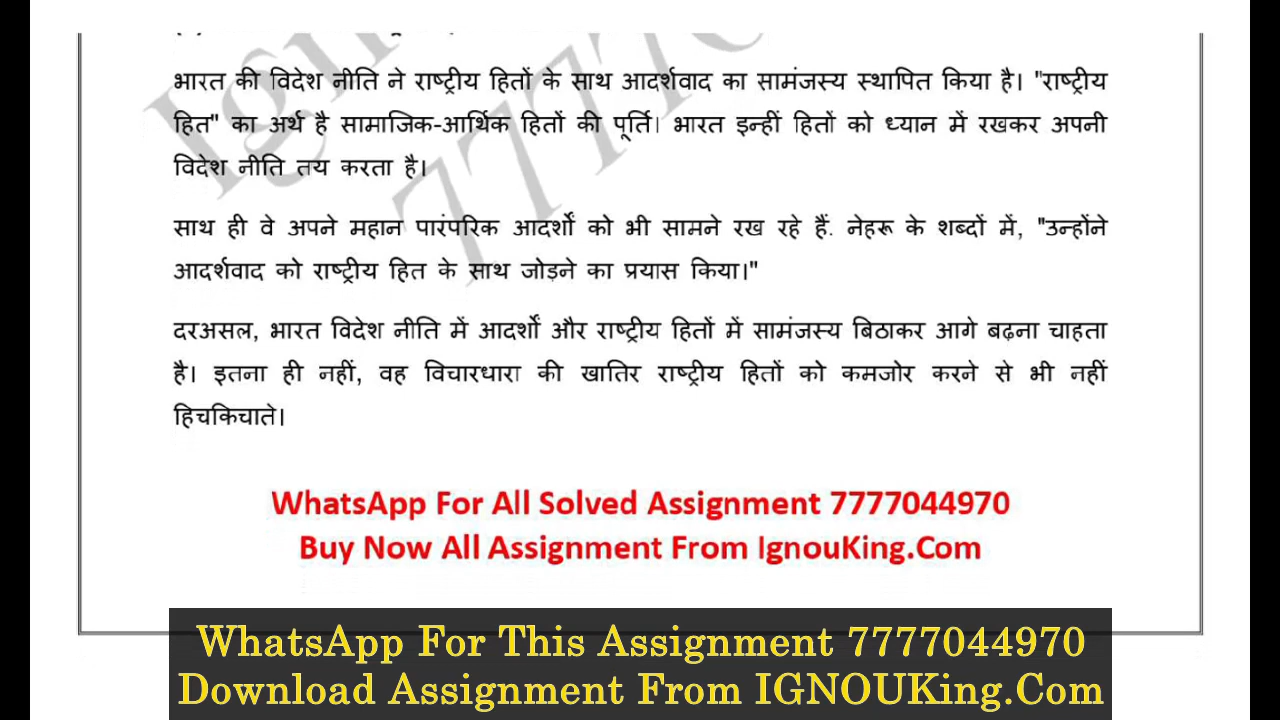 भारत की विदेश नीति ने राष्ट्रीय हितों के साथ आदर्शवाद का सामंजस्य स्थापित किया है। "राष्ट्रीय
हित" का अर्थ है सामाजिक-आर्थिक हितों की पूर्ति। भारत इन्हीं हितों को ध्यान में रखकर अपनी
विदेश नीति तय करता है।
साथ ही वे अपने महान पारंपरिक आदर्शों को भी सामने रख रहे हैं. नेहरू के शब्दों में, "उन्होंने
आदर्शवाद को राष्ट्रीय हित के साथ जोड़ने का प्रयास किया।"
दरअसल, भारत विदेश नीति में आदर्शों और राष्ट्रीय हितों में सामंजस्य बिठाकर आगे बढ़ना चाहता
है। इतना ही नहीं, वह विचारधारा की खातिर राष्ट्रीय हितों को कमजोर करने से भी नहीं
हिचकिचाते।
WhatsApp For All Solved Assignment 7777044970
Buy Now All Assignment From IgnouKing.Com
WhatsApp For This Assignment 7777044970
Download Assignment From IGNOUKing.Com